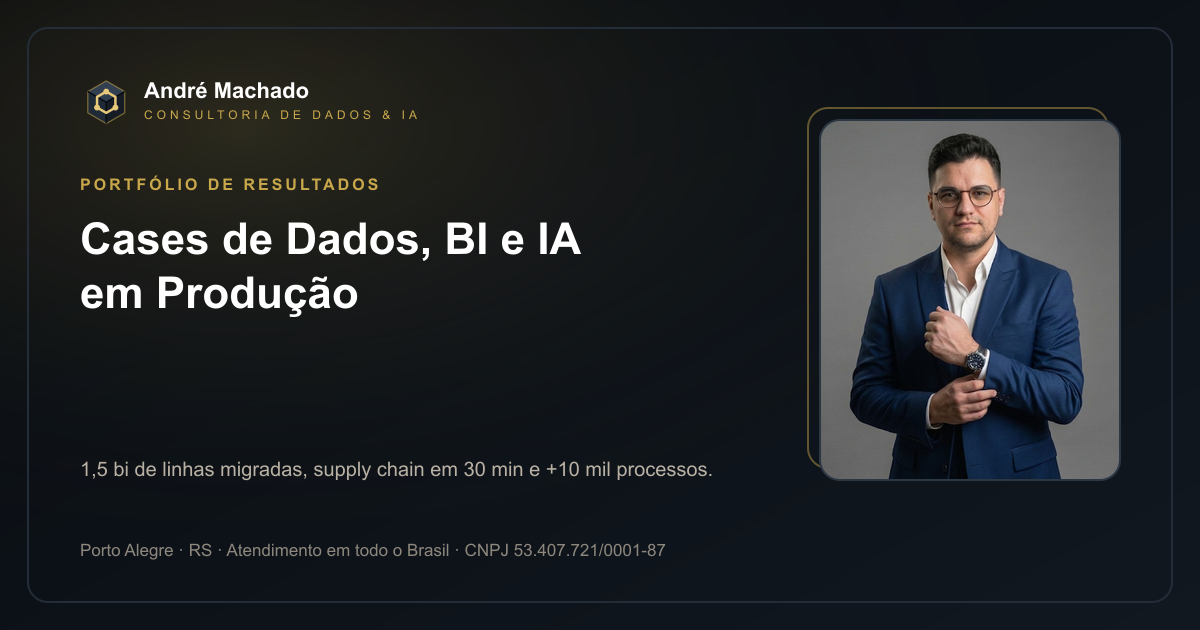 André Machado
CONSULTORIA DE DADOS & IA
PORTFÓLIO DE RESULTADOS
Cases de Dados, BI e IA
em Produção
1,5 bi de linhas migradas, supply chain em 30 min e +10 mil processos.
Porto Alegre · RS · Atendimento em todo o Brasil · CNPJ 53.407.721/0001-87